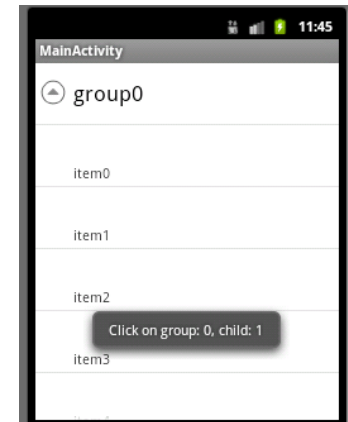 11:45
MainActivity
group0
item0
item1
item2
Click on group: 0, child: 1
item3